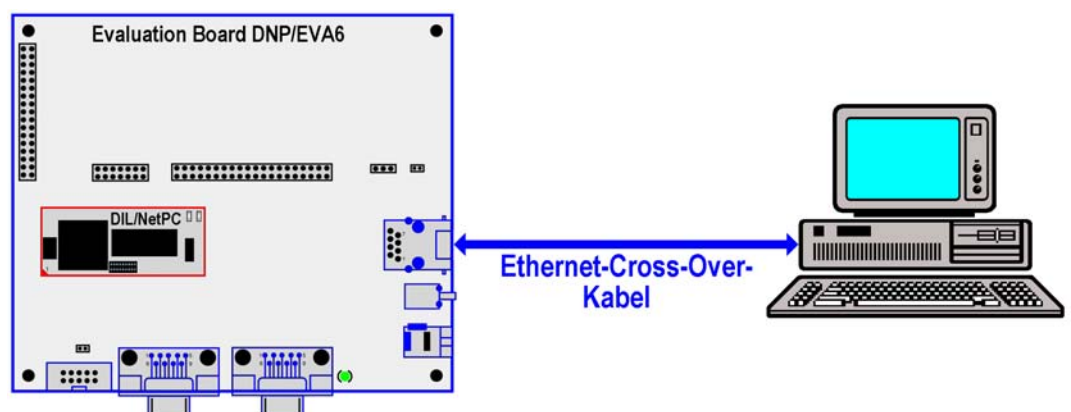 Evaluation Board DNP/EVA6
DIL/NetPC
Ethernet-Cross-Over-
Kabel